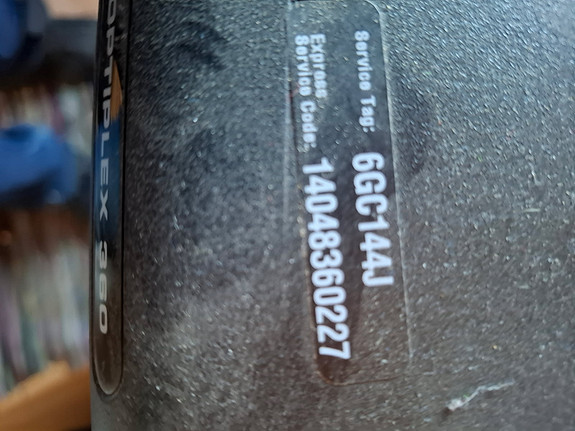 OPTIPLEX 360
Service Tag: 6GC144J
Express
Service Code: 14048360227